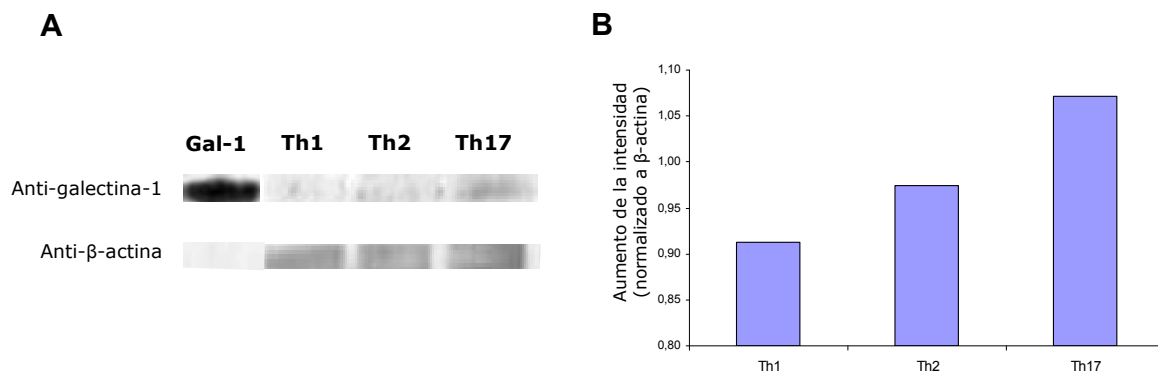 A
Gal-1 Th1 Th2 Th17
Anti-galectina-1
Anti-β-actina
B
Aumento de la intensidad
(normalizado a β-actina)
1,10
1,05
1,00
0,95
0,90
0,85
0,80
Th1 Th2 Th17